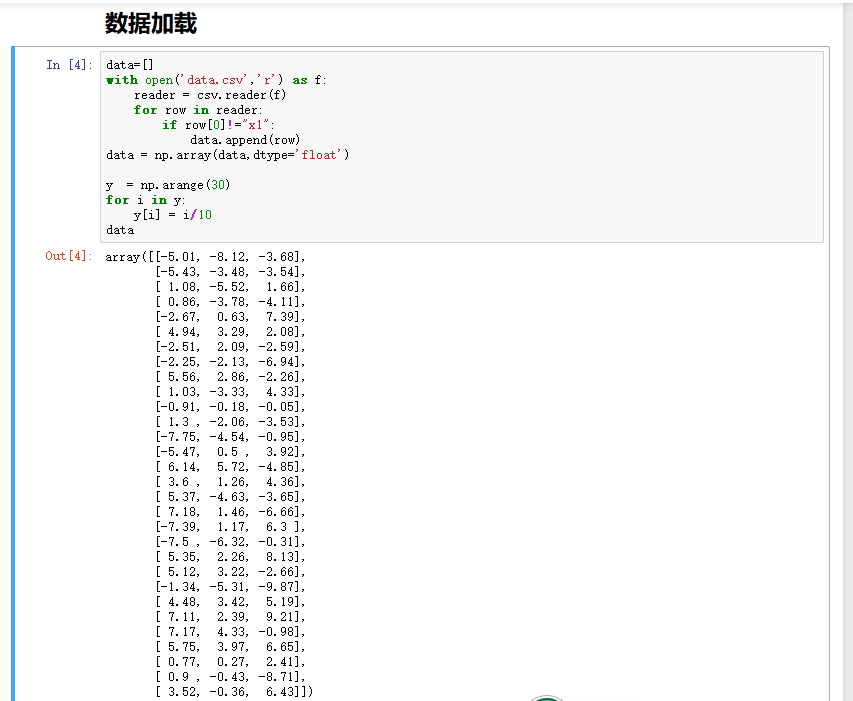 数据加载
In [4]:
data=[]
with open('data.csv','r') as f:
    reader = csv.reader(f)
    for row in reader:
        if row[0]!="x1":
            data.append(row)
data = np.array(data,dtype='float')
y  = np.arange(30)
for i in y:
    y[i] = i/10
data
Out[4]:
array([[-5.01, -8.12, -3.68],
       [-5.43, -3.48, -3.54],
       [ 1.08, -5.52,  1.66],
       [ 0.86, -3.78, -4.11],
       [-2.67,  0.63,  7.39],
       [ 4.94,  3.29,  2.08],
       [-2.51,  2.09, -2.59],
       [-2.25, -2.13, -6.94],
       [ 5.56,  2.86, -2.26],
       [ 1.03, -3.33,  4.33],
       [-0.91, -0.18, -0.05],
       [ 1.3 , -2.06, -3.53],
       [-7.75, -4.54, -0.95],
       [-5.47,  0.5 ,  3.92],
       [ 6.14,  5.72, -4.85],
       [ 3.6 ,  1.26,  4.36],
       [ 5.37, -4.63, -3.65],
       [ 7.18,  1.46, -6.66],
       [-7.39,  1.17,  6.3 ],
       [-7.5 , -6.32, -0.31],
       [ 5.35,  2.26,  8.13],
       [ 5.12,  3.22, -2.66],
       [-1.34, -5.31, -9.87],
       [ 4.48,  3.42,  5.19],
       [ 7.11,  2.39,  9.21],
       [ 7.17,  4.33, -0.98],
       [ 5.75,  3.97,  6.65],
       [ 0.77,  0.27,  2.41],
       [ 0.9 , -0.43, -8.71],
       [ 3.52, -0.36,  6.43]])